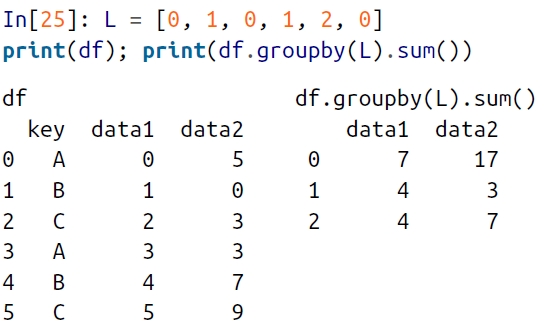 In[25]: L = [0, 1, 0, 1, 2, 0]
print(df); print(df.groupby(L).sum())
df df.groupby(L).sum()
key data1 data2 data1 data2
0 A 0 5 0 7 17
1 B 1 0 1 4 3
2 C 2 3 2 4 7
3 A 3 3
4 B 4 7
5 C 5 9